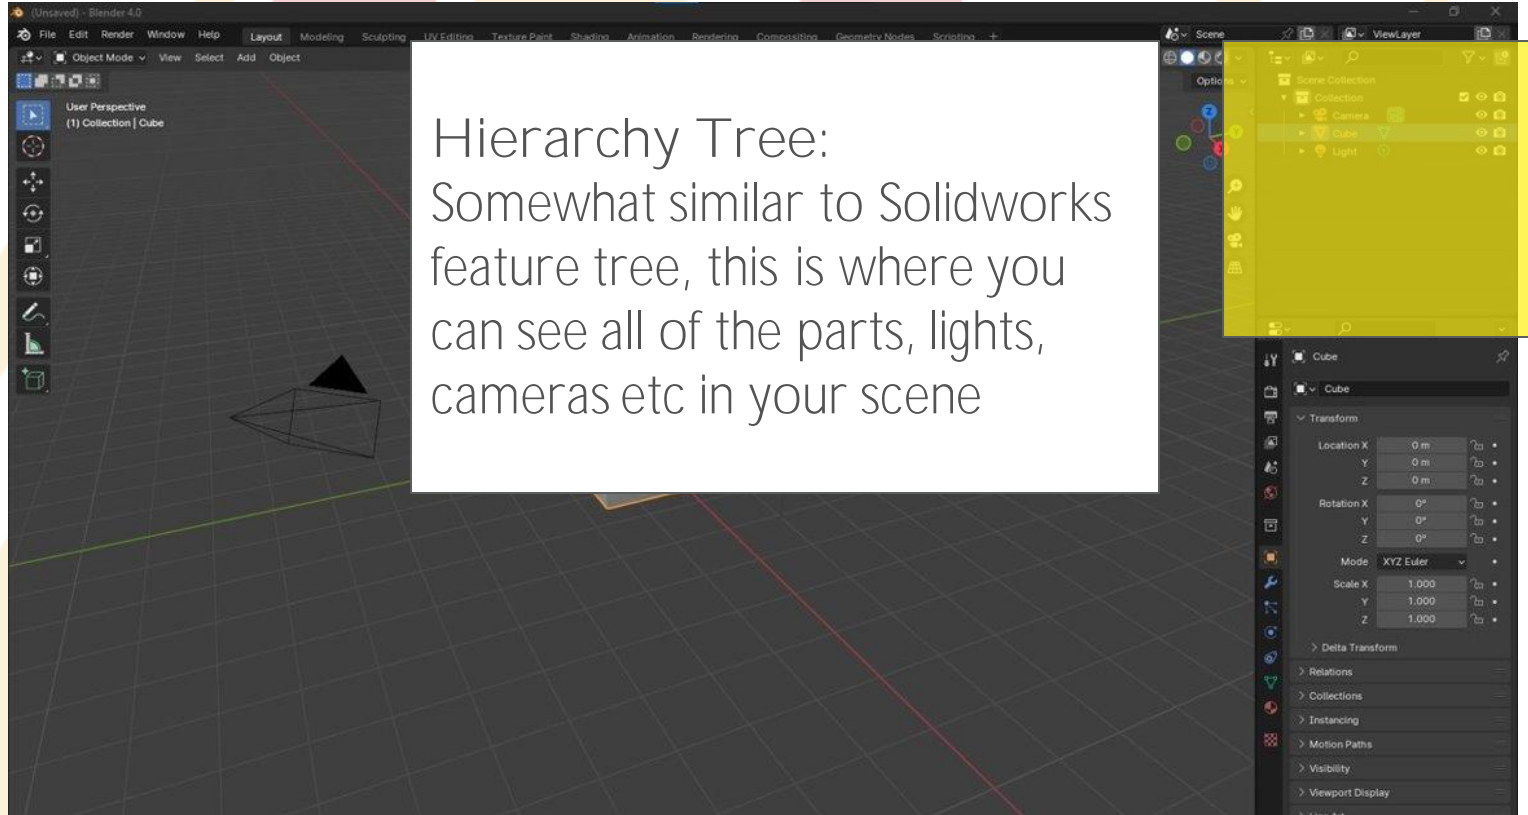 (Unsaved) - Blender 4.0
File Edit Render Window Help Layout Modeling Sculpting UV Editing Texture Paint Shading Animation Rendering Compositing Geometry Nodes Scripting + Scene ViewLayer
Object Mode View Select Add Object
Options
User Perspective
(1) Collection | Cube
Scene Collection
Collection
Camera
Cube
Light
Z
Y
Hierarchy Tree:
Somewhat similar to Solidworks
feature tree, this is where you
can see all of the parts, lights,
cameras etc in your scene
Cube
Cube
Transform
Location X 0 m
Y 0 m
Z 0 m
Rotation X 0°
Y 0°
Z 0°
Mode XYZ Euler
Scale X 1.000
Y 1.000
Z 1.000
Delta Transform
Relations
Collections
Instancing
Motion Paths
Visibility
Viewport Display